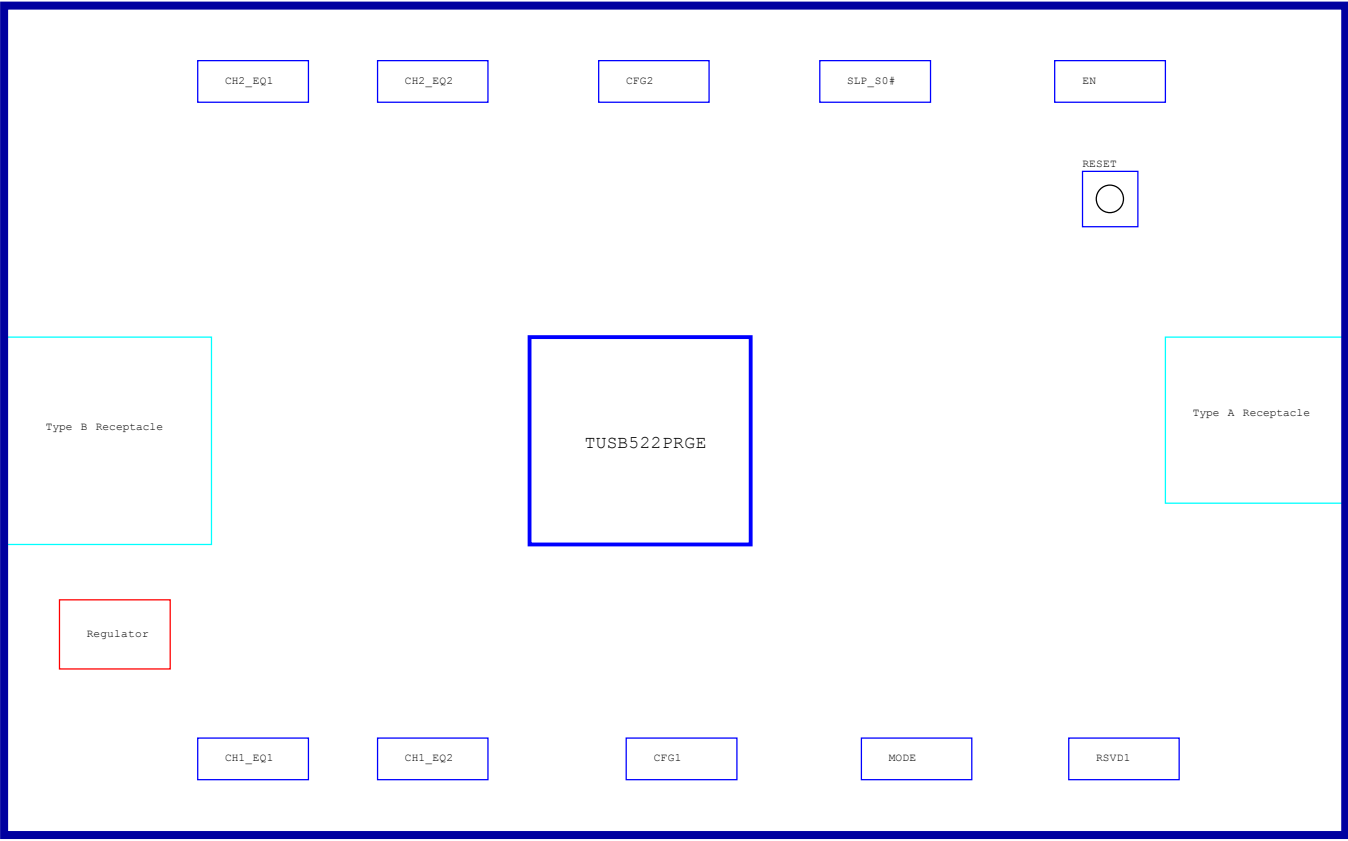 CH2_EQ1
CH2_EQ2
CFG2
SLP_S0#
EN
RESET
Type B Receptacle
TUSB522PRGE
Type A Receptacle
Regulator
CH1_EQ1
CH1_EQ2
CFG1
MODE
RSVD1